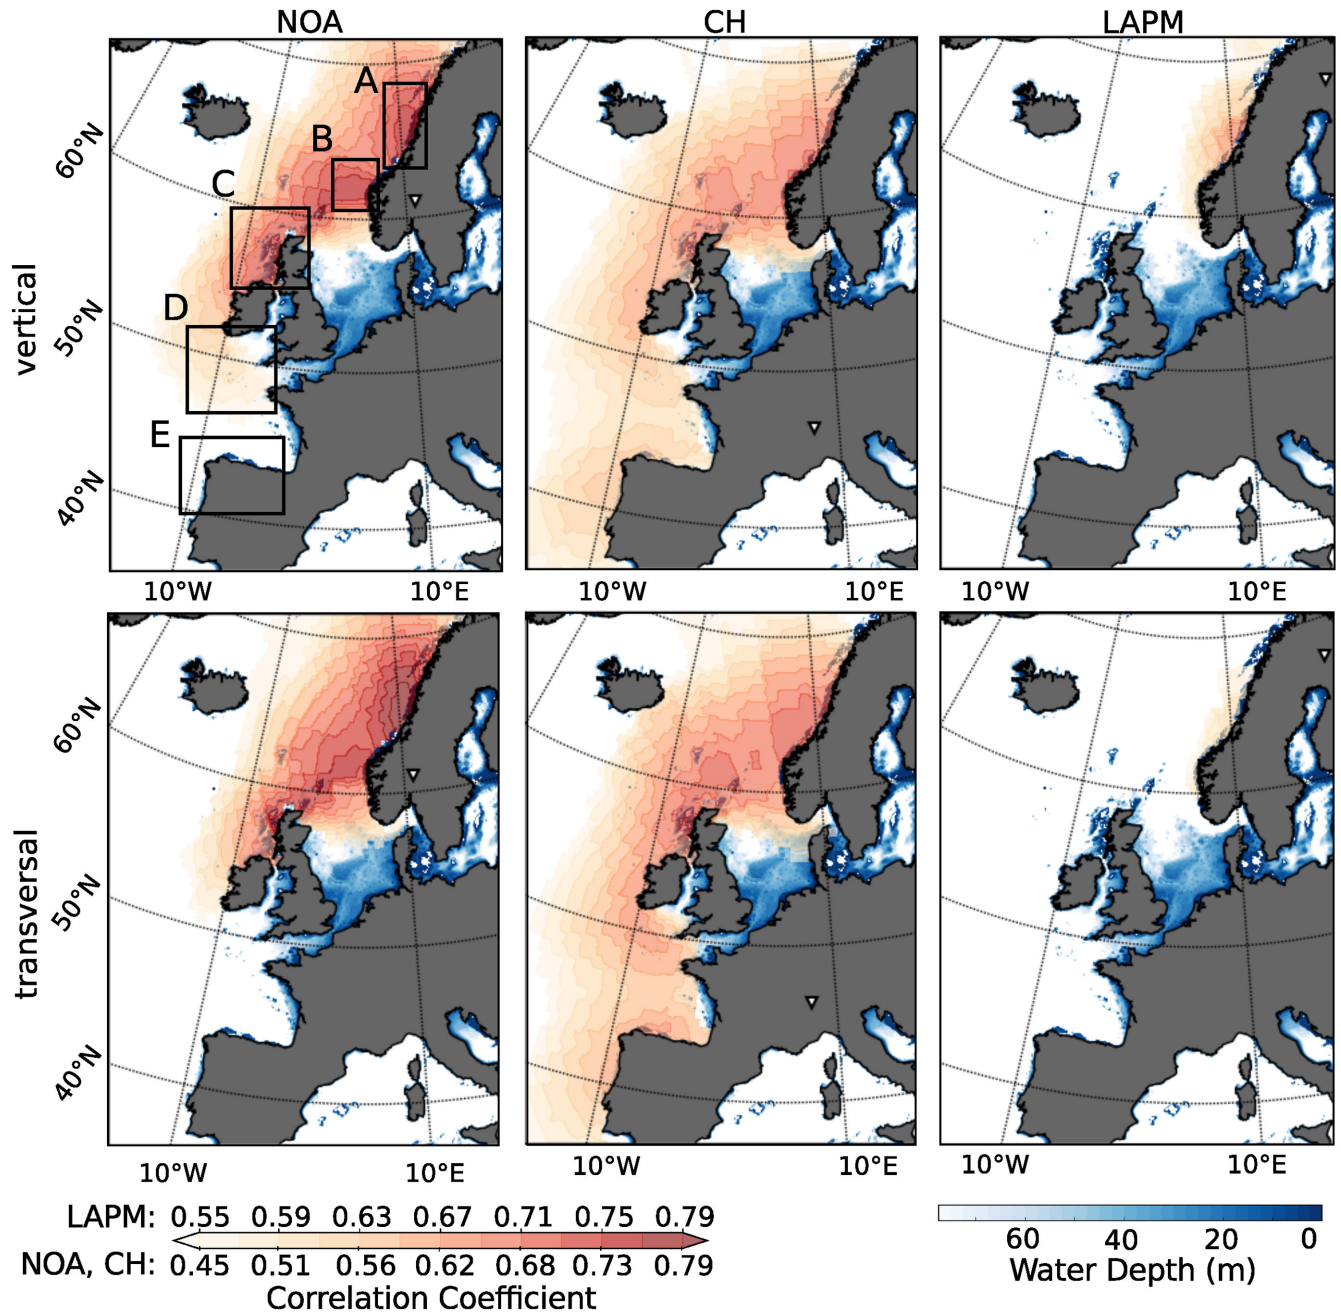 NOA CH LAPM
A
B
C
D
E
60°N
50°N
40°N
vertical
10°W 10°E 10°W 10°E 10°W 10°E
60°N
50°N
40°N
transversal
10°W 10°E 10°W 10°E 10°W 10°E
LAPM: 0.55 0.59 0.63 0.67 0.71 0.75 0.79
NOA, CH: 0.45 0.51 0.56 0.62 0.68 0.73 0.79
Correlation Coefficient
60 40 20 0
Water Depth (m)